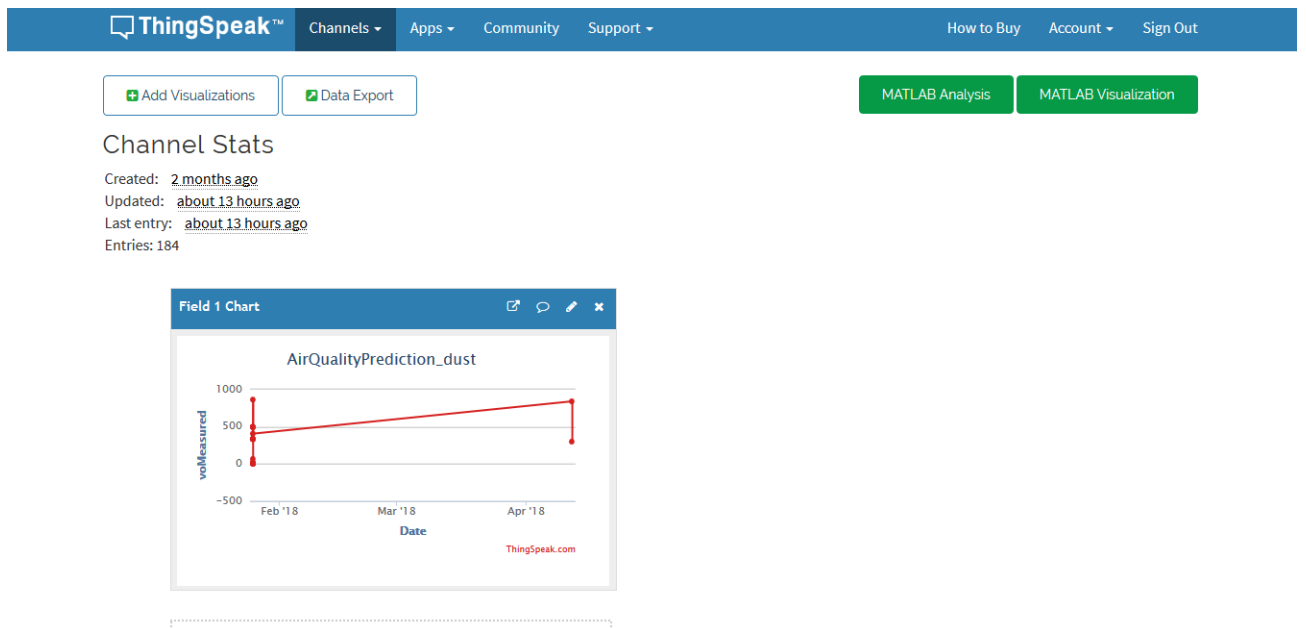 ThingSpeak™ Channels Apps Community Support How to Buy Account Sign Out
Add Visualizations Data Export MATLAB Analysis MATLAB Visualization
Channel Stats
Created: 2 months ago
Updated: about 13 hours ago
Last entry: about 13 hours ago
Entries: 184
Field 1 Chart
AirQualityPrediction_dust
voMeasured
1000
500
0
-500
Feb '18 Mar '18 Apr '18
Date
ThingSpeak.com